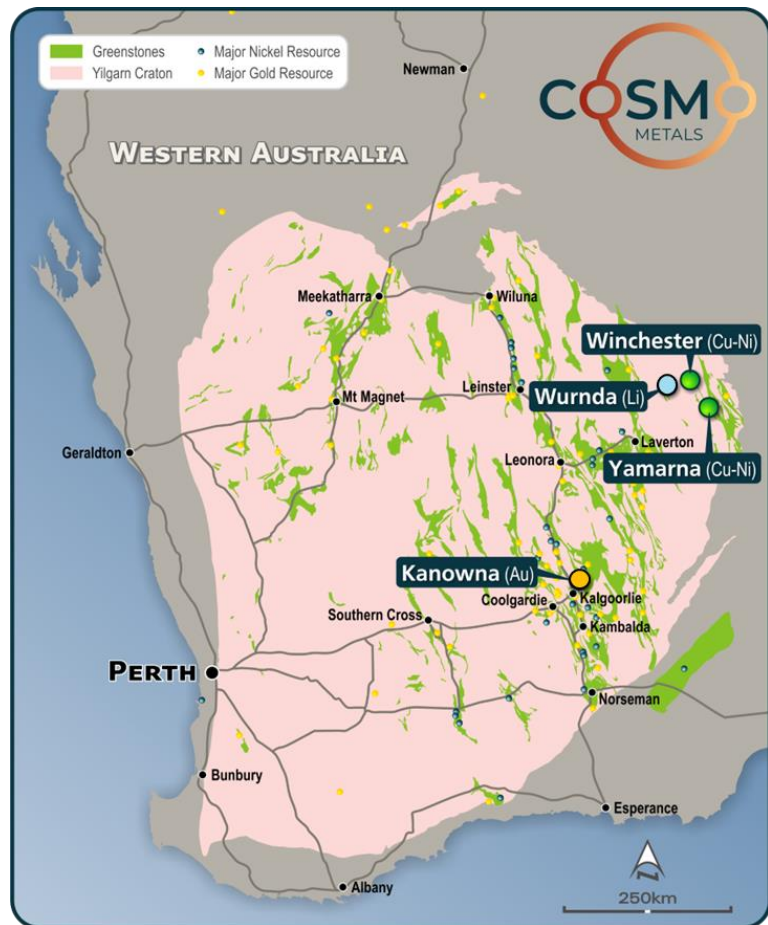 Greenstones
Major Nickel Resource
Yilgarn Craton
Major Gold Resource
Newman
COSMO
METALS
WESTERN AUSTRALIA
Meekatharra
Wiluna
Winchester (Cu-Ni)
Leinster
Wurnda (Li)
Mt Magnet
Geraldton
Laverton
Leonora
Yamarna (Cu-Ni)
Kanowna (Au)
Coolgardie
Kalgoorlie
Southern Cross
Kambalda
PERTH
Norseman
Bunbury
Esperance
N
250km
Albany